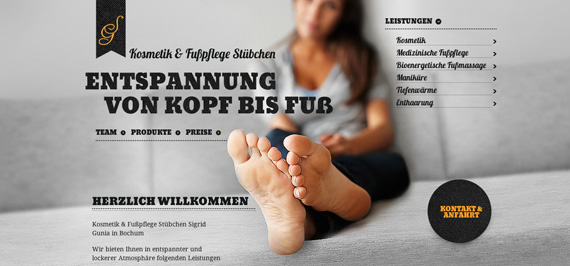 GS
Kosmetik & Fußpflege Stübchen
ENTSPANNUNG
VON KOPF BIS FUß
TEAM
PRODUKTE
PREISE
LEISTUNGEN
Kosmetik
Medizinische Fußpflege
Bioenergetische Fußmassage
Maniküre
Tiefenwärme
Enthaarung
HERZLICH WILLKOMMEN
Kosmetik & Fußpflege Stübchen Sigrid
Gunia in Bochum
Wir bieten Ihnen in entspannter und
lockerer Atmosphäre folgenden Leistungen
KONTAKT &
ANFAHRT